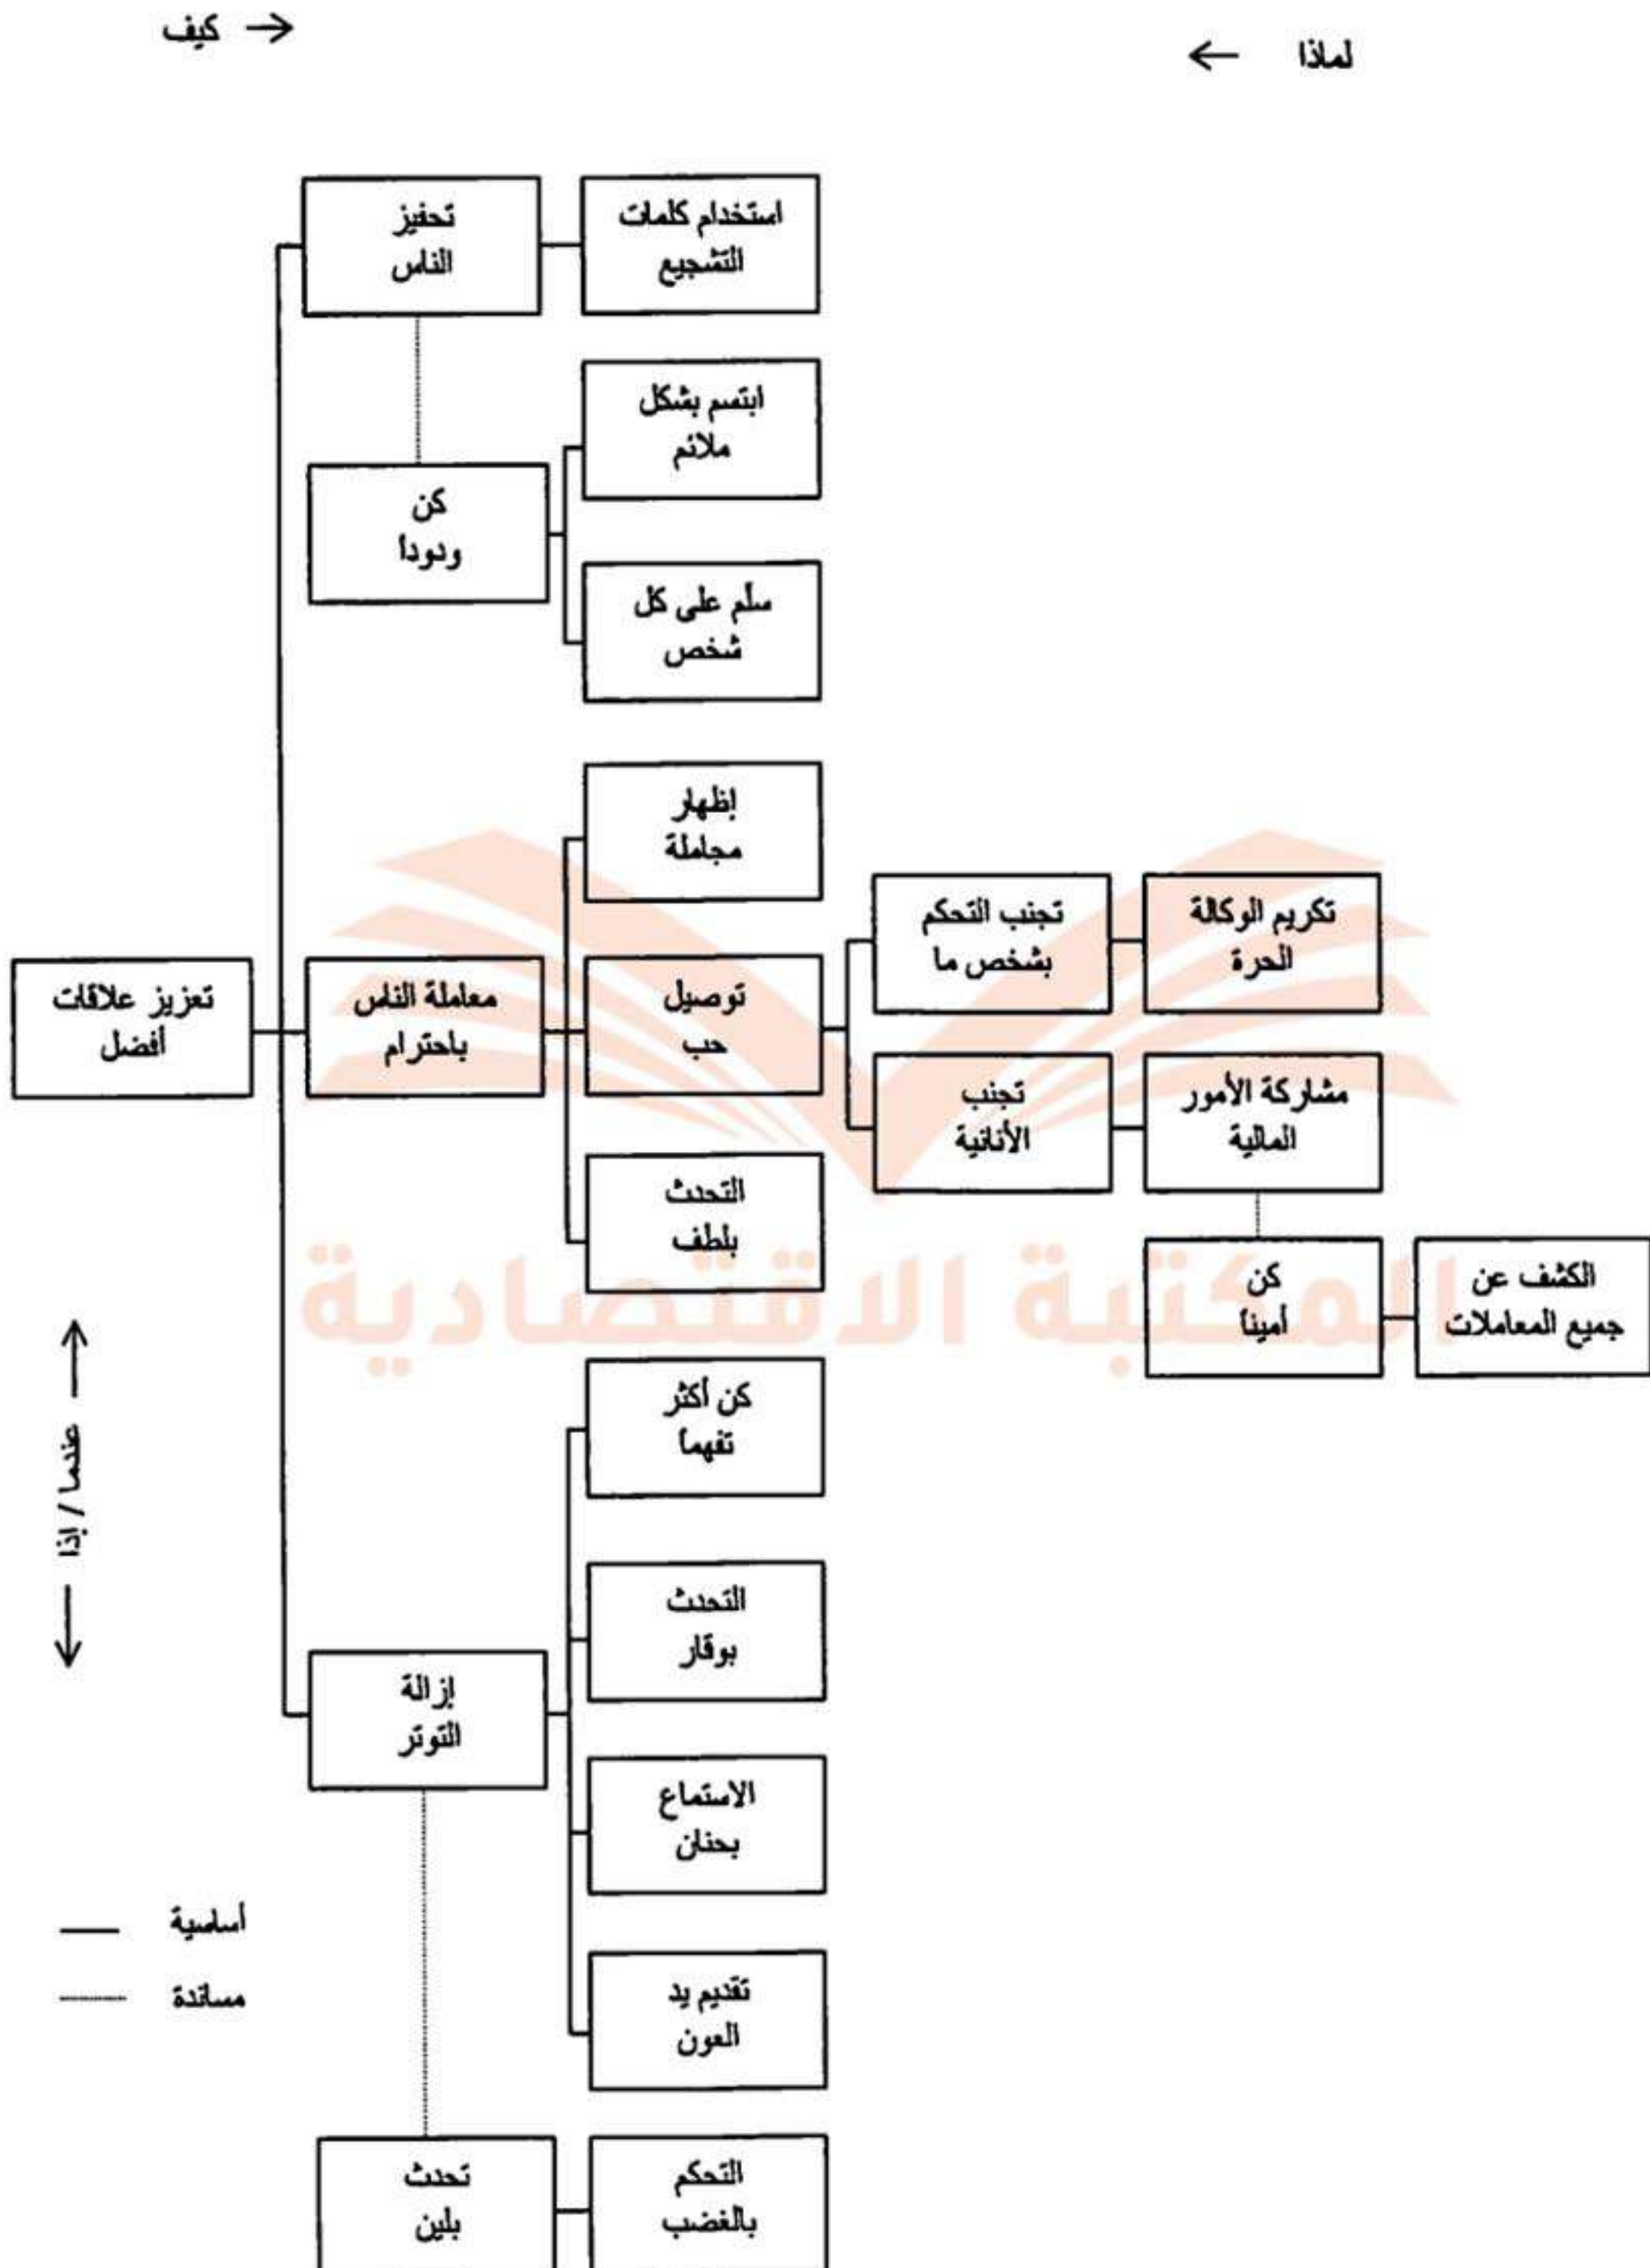 كيف
لماذا
تحفيز
الناس
استخدام كلمات
التشجيع
ابتسم بشكل
ملائم
كن
ودوداً
سلّم على كل
شخص
إظهار
مجاملة
تعزيز علاقات
أفضل
معاملة الناس
باحترام
توصيل
حب
تجنب التحكم
بشخص ما
تكريم الوكالة
الحرة
تجنب
الأنانية
مشاركة الأمور
المالية
التحدث
بلطف
كن
أميناً
الكشف عن
جميع المعاملات
المكتبة الاقتصادية
عندما / إذا
كن أكثر
تفهماً
التحدث
بوقار
إزالة
التوتر
الاستماع
بحنان
تقديم يد
العون
أساسية
مساندة
تحدث
بلين
التحكم
بالغضب